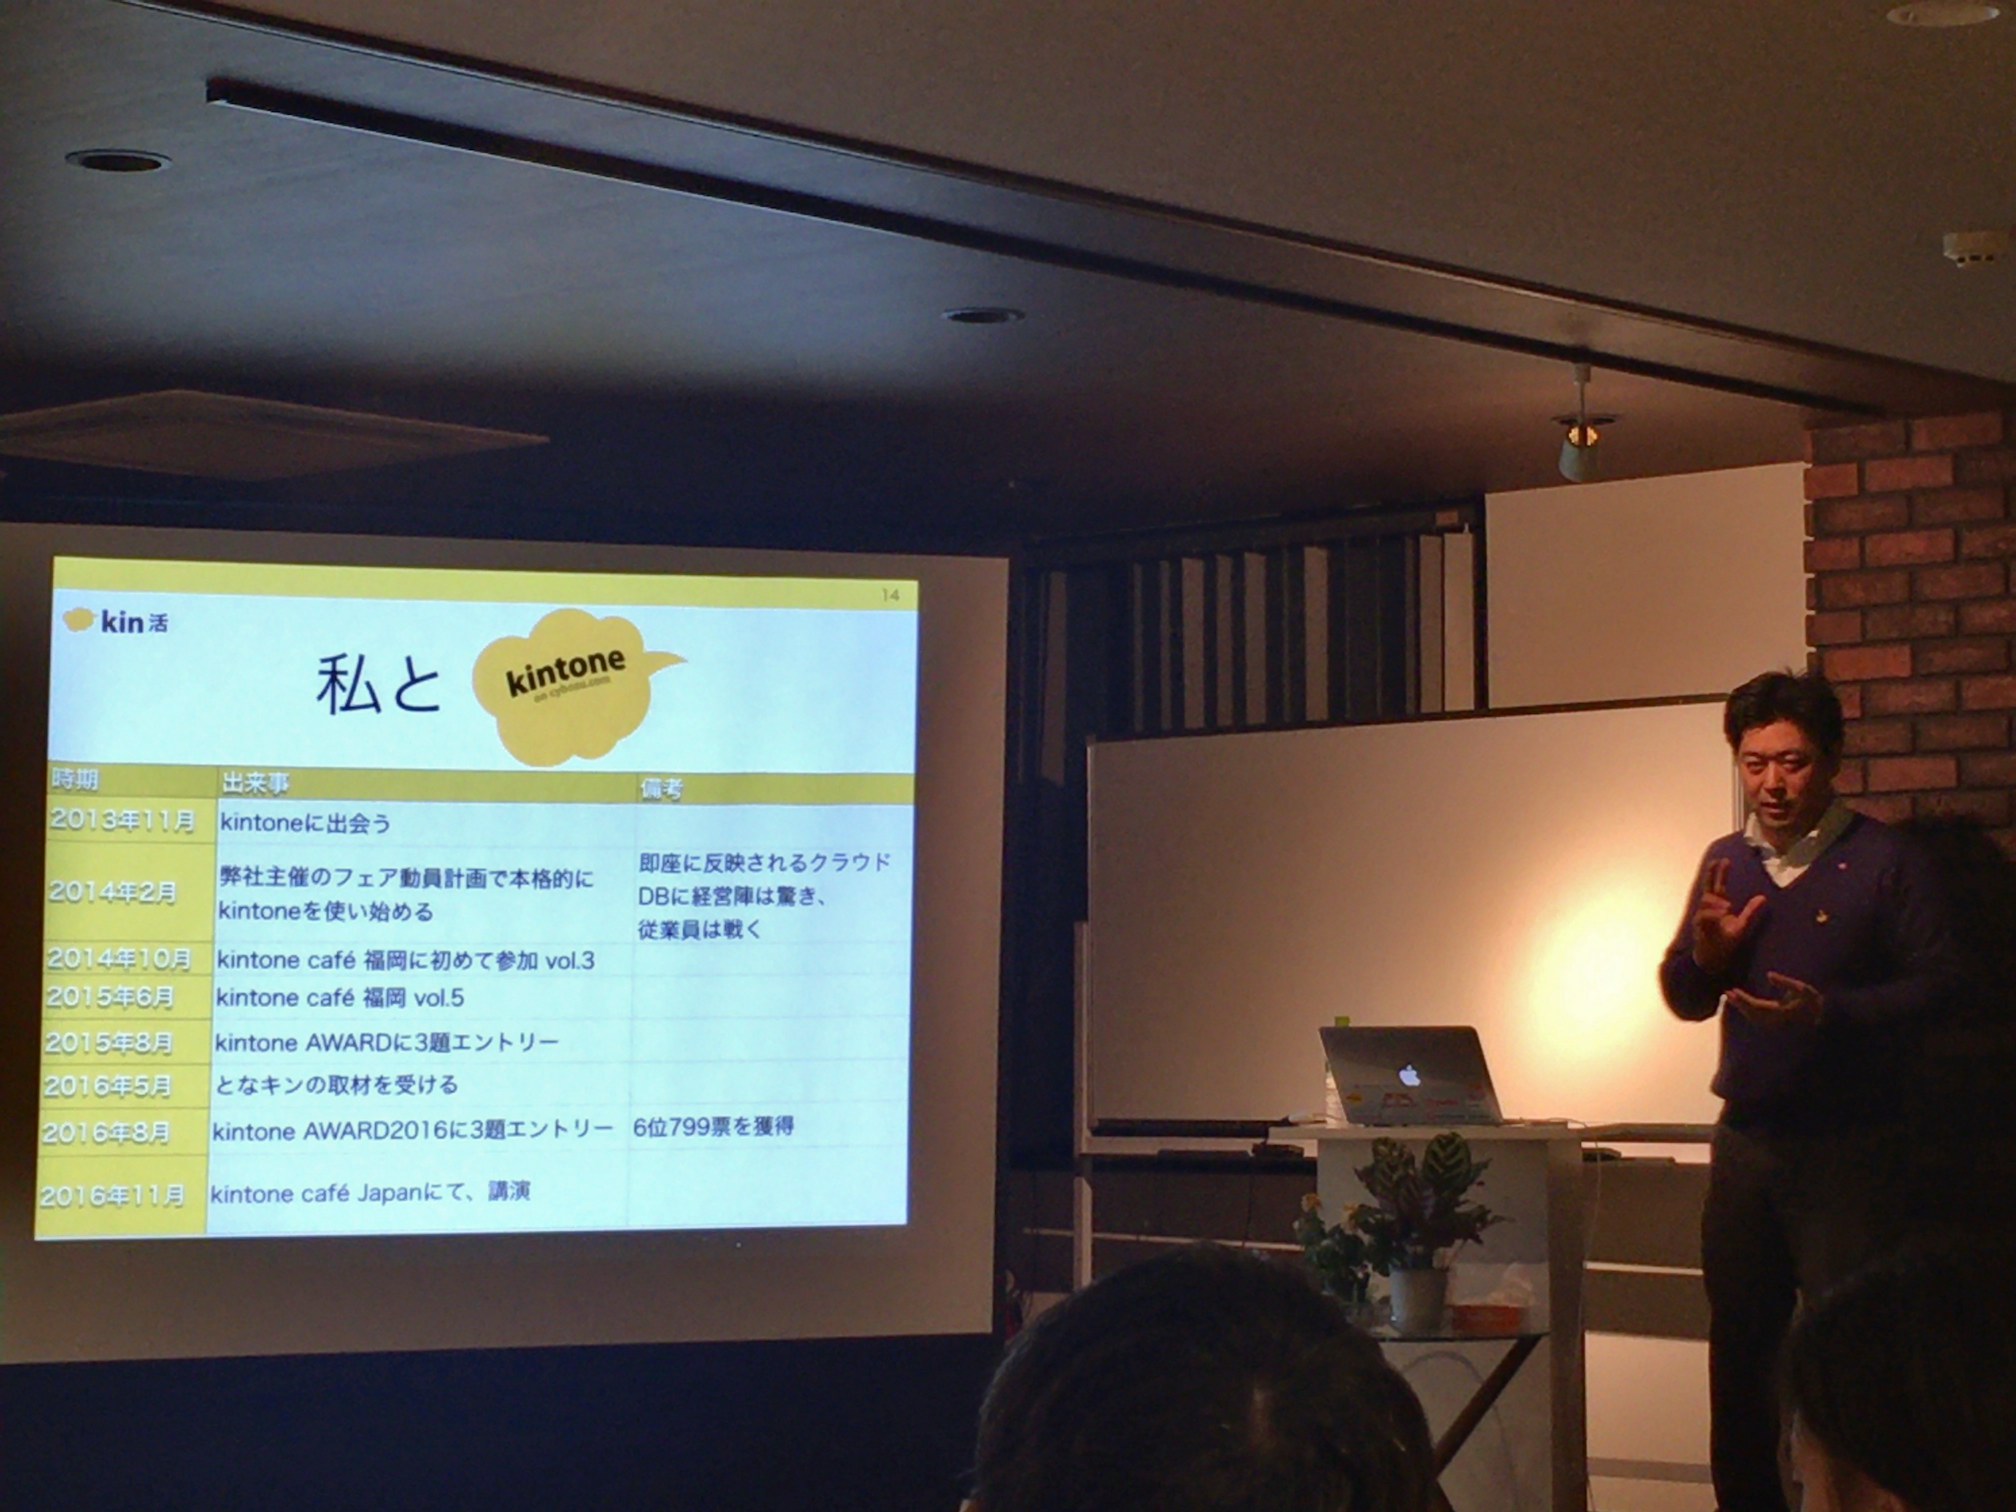 14
kin活
私と
kintone
on cybozu.com
時期 出来事 備考
2013年11月 kintoneに出会う
2014年2月 弊社主催のフェア動員計画で本格的に
kintoneを使い始める
即座に反映されるクラウド
DBに経営陣は驚き、
従業員は戦く
2014年10月 kintone café 福岡に初めて参加 vol.3
2015年6月 kintone café 福岡 vol.5
2015年8月 kintone AWARDに3題エントリー
2016年5月 となキンの取材を受ける
2016年8月 kintone AWARD2016に3題エントリー 6位799票を獲得
2016年11月 kintone café Japanにて、講演